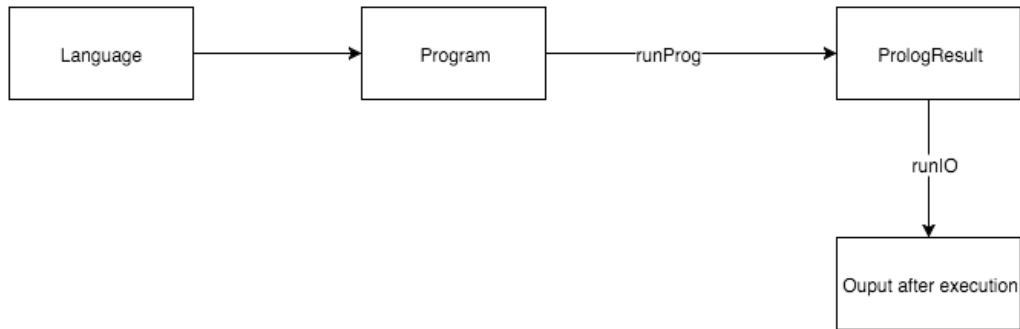 Language
Program
runProg
PrologResult
runIO
Ouput after execution